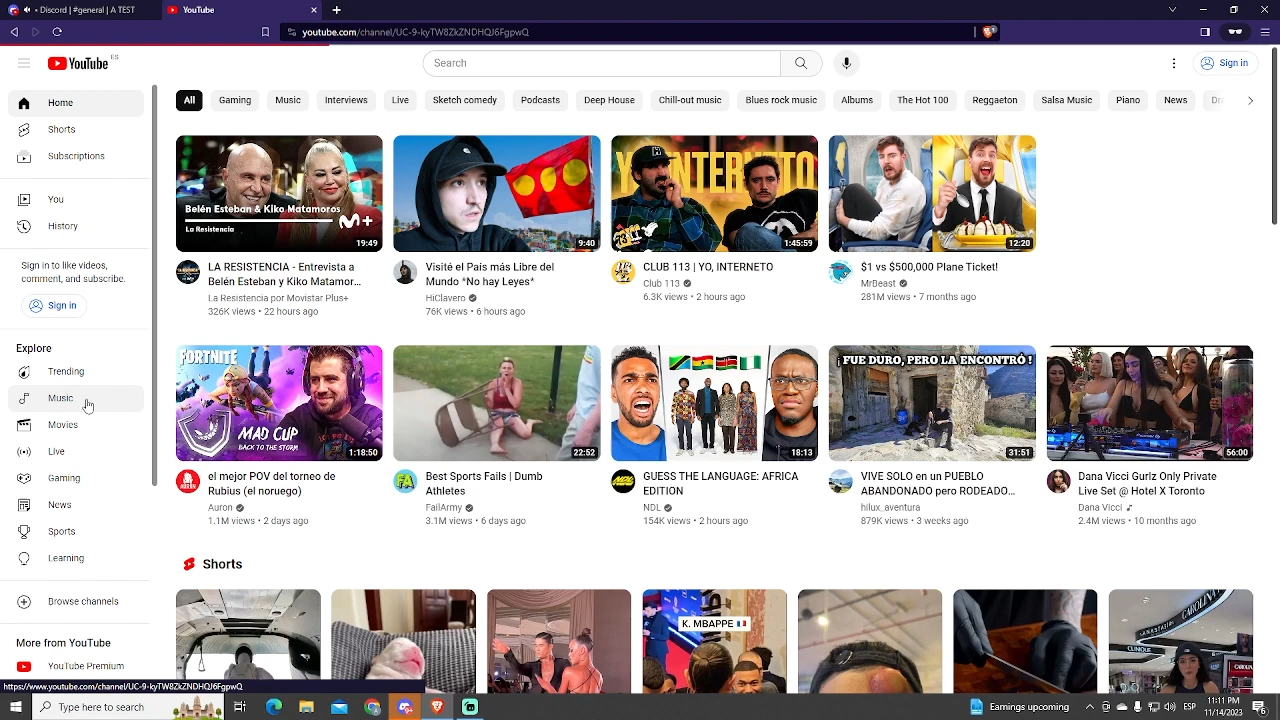 Discord | #general | A TEST
YouTube
youtube.com/channel/UC-9-kyTW8ZkZNDHQJ6FgpwQ
YouTube ES
Search
Sign in
Home
Shorts
Subscriptions
You
History
Sign in to like videos,
comment, and subscribe.
Sign in
Explore
Trending
Music
Movies
Live
Gaming
News
Sports
Learning
Browse channels
More from YouTube
YouTube Premium
All
Gaming
Music
Interviews
Live
Sketch comedy
Podcasts
Deep House
Chill-out music
Blues rock music
Albums
The Hot 100
Reggaeton
Salsa Music
Piano
News
Belén Esteban & Kiko Matamoros
La Resistencia
M+
19:49
LA RESISTENCIA - Entrevista a
Belén Esteban y Kiko Matamor...
La Resistencia por Movistar Plus+
326K views • 22 hours ago
9:40
Visité el País más Libre del
Mundo *No hay Leyes*
HiClavero
76K views • 6 hours ago
YO, INTERNETO
1:45:59
CLUB 113 | YO, INTERNETO
Club 113
6.3K views • 2 hours ago
12:20
$1 vs $500,000 Plane Ticket!
MrBeast
281M views • 7 months ago
FORTNITE
MAD CUP
BACK TO THE STORM
1:18:50
el mejor POV del torneo de
Rubius (el noruego)
Auron
1.1M views • 2 days ago
22:52
Best Sports Fails | Dumb
Athletes
FailArmy
3.1M views • 6 days ago
18:13
GUESS THE LANGUAGE: AFRICA
EDITION
NDL
154K views • 2 hours ago
¡ FUE DURO, PERO LA ENCONTRÓ !
31:51
VIVE SOLO en un PUEBLO
ABANDONADO pero RODEADO...
hilux_aventura
879K views • 3 weeks ago
56:00
Dana Vicci Gurlz Only Private
Live Set @ Hotel X Toronto
Dana Vicci
2.4M views • 10 months ago
Shorts
K. MBAPPE
CLINIQUE
https://www.youtube.com/channel/UC-9-kyTW8ZkZNDHQJ6FgpwQ
Type here to search
Earnings upcoming
ESP
11:11 PM
11/14/2023